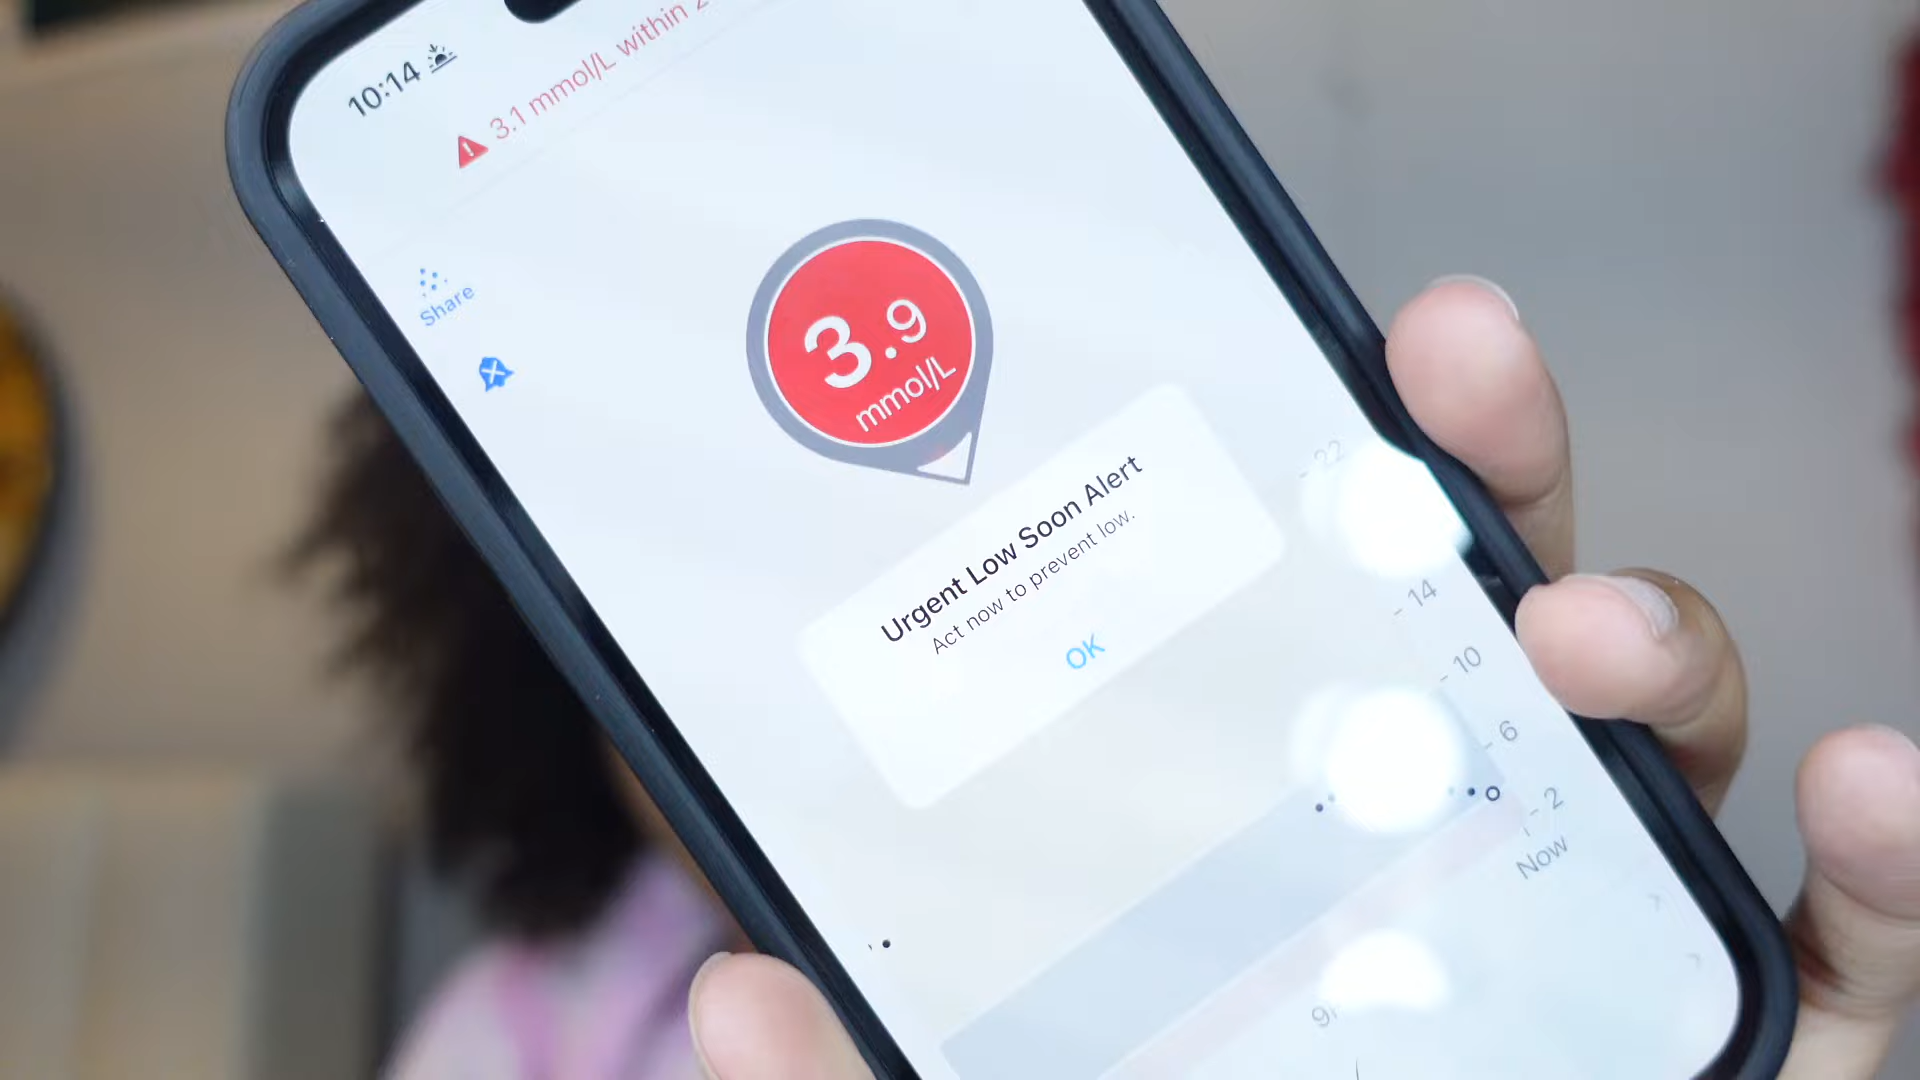 10:14
3.1 mmol/L within
Share
3.9
mmol/L
Urgent Low Soon Alert
Act now to prevent low.
OK
22
14
10
6
2
Now